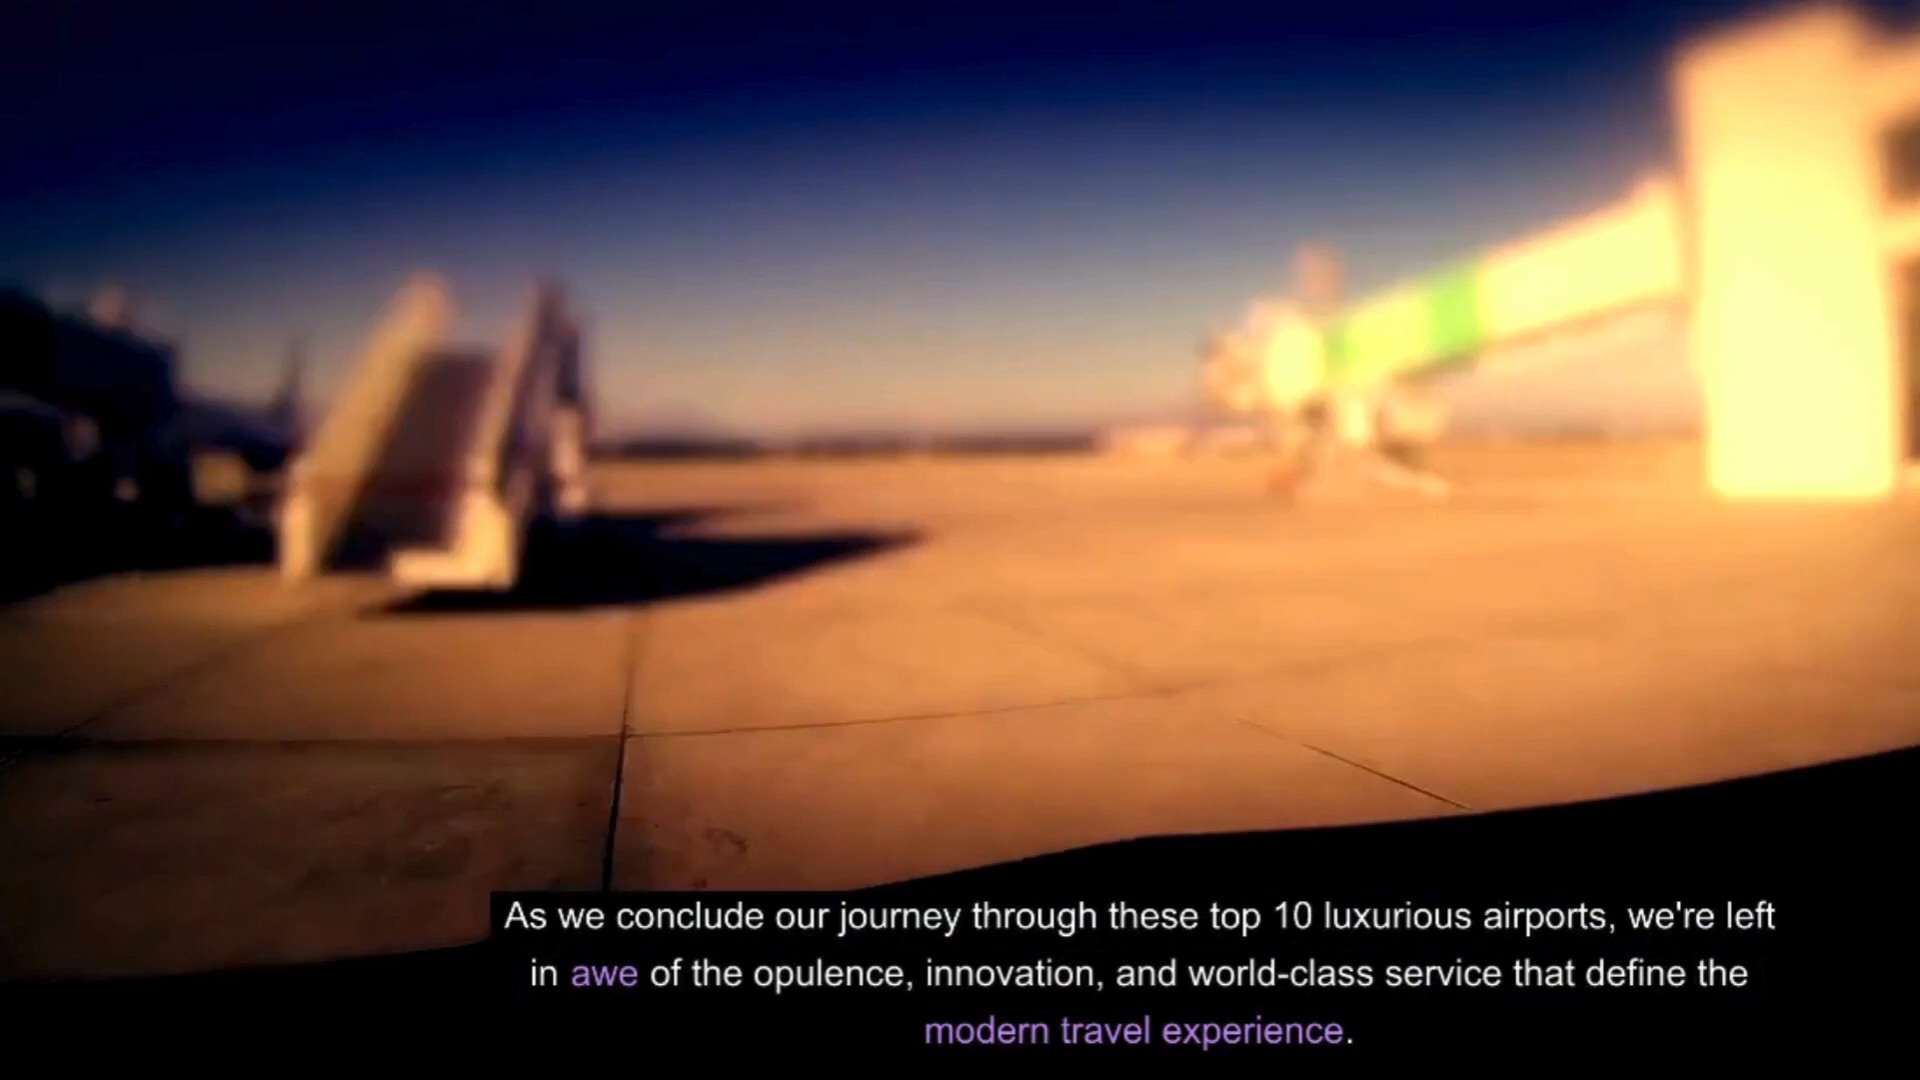 As we conclude our journey through these top 10 luxurious airports, we're left
in awe of the opulence, innovation, and world-class service that define the
modern travel experience.